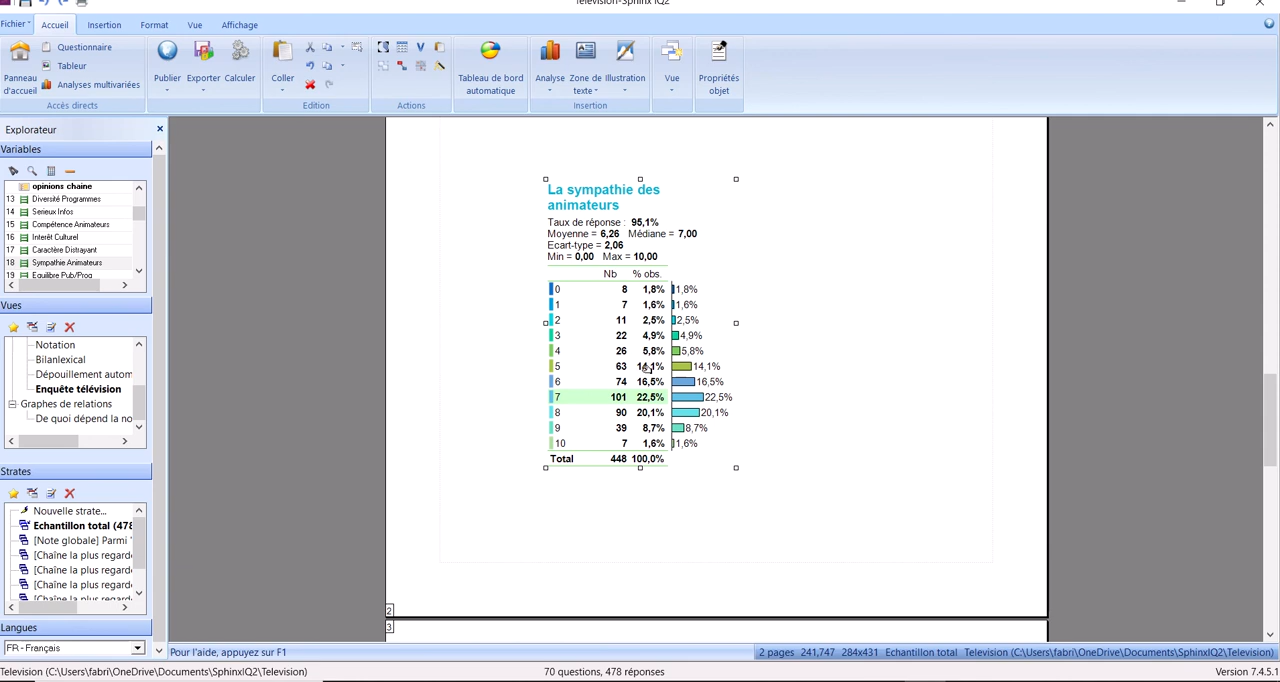 Television-Sphinx IQ2
Fichier Accueil Insertion Format Vue Affichage
Panneau d'accueil
Questionnaire
Tableur
Analyses multivariées
Accès directs
Publier Exporter Calculer
Coller
Edition
Actions
Tableau de bord automatique
Analyse Zone de texte Illustration
Insertion
Vue
Propriétés objet
Explorateur
Variables
opinions chaine
13 Diversité Programmes
14 Serieux Infos
15 Compétence Animateurs
16 Interêt Culturel
17 Caractère Distrayant
18 Sympathie Animateurs
19 Equilibre Pub/Prog
Vues
Notation
Bilanlexical
Dépouillement autom
Enquête télévision
Graphes de relations
De quoi dépend la no
Strates
Nouvelle strate...
Echantillon total (478
[Note globale] Parmi
[Chaîne la plus regard
[Chaîne la plus regard
[Chaîne la plus regard
[Chaîne la plus regard
Langues
FR - Français
La sympathie des
animateurs
Taux de réponse : 95,1%
Moyenne = 6,26 Médiane = 7,00
Ecart-type = 2,06
Min = 0,00 Max = 10,00
Nb % obs.
0 8 1,8% 1,8%
1 7 1,6% 1,6%
2 11 2,5% 2,5%
3 22 4,9% 4,9%
4 26 5,8% 5,8%
5 63 14,1% 14,1%
6 74 16,5% 16,5%
7 101 22,5% 22,5%
8 90 20,1% 20,1%
9 39 8,7% 8,7%
10 7 1,6% 1,6%
Total 448 100,0%
2
3
Pour l'aide, appuyez sur F1
2 pages 241,747 284x431 Echantillon total Television (C:\Users\fabri\OneDrive\Documents\SphinxIQ2\Television)
Television (C:\Users\fabri\OneDrive\Documents\SphinxIQ2\Television) 70 questions, 478 réponses Version 7.4.5.1